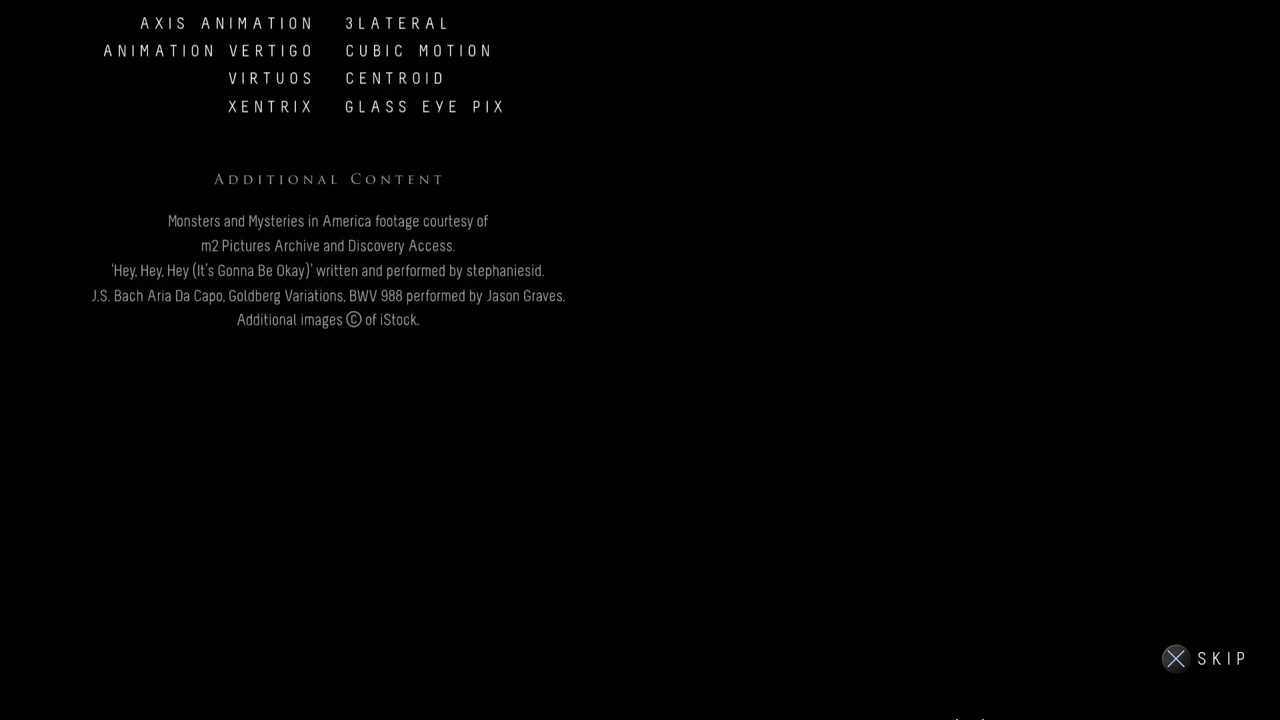 AXIS ANIMATION 3LATERAL
ANIMATION VERTIGO CUBIC MOTION
VIRTUOS CENTROID
XENTRIX GLASS EYE PIX
ADDITIONAL CONTENT
Monsters and Mysteries in America footage courtesy of
m2 Pictures Archive and Discovery Access.
'Hey, Hey, Hey (It's Gonna Be Okay)' written and performed by stephaniesid.
J.S. Bach Aria Da Capo, Goldberg Variations, BWV 988 performed by Jason Graves.
Additional images © of iStock.
SKIP